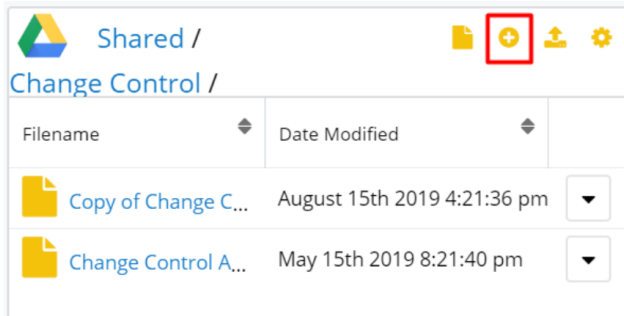 Shared /
Change Control /
Filename Date Modified
Copy of Change C... August 15th 2019 4:21:36 pm
Change Control A... May 15th 2019 8:21:40 pm